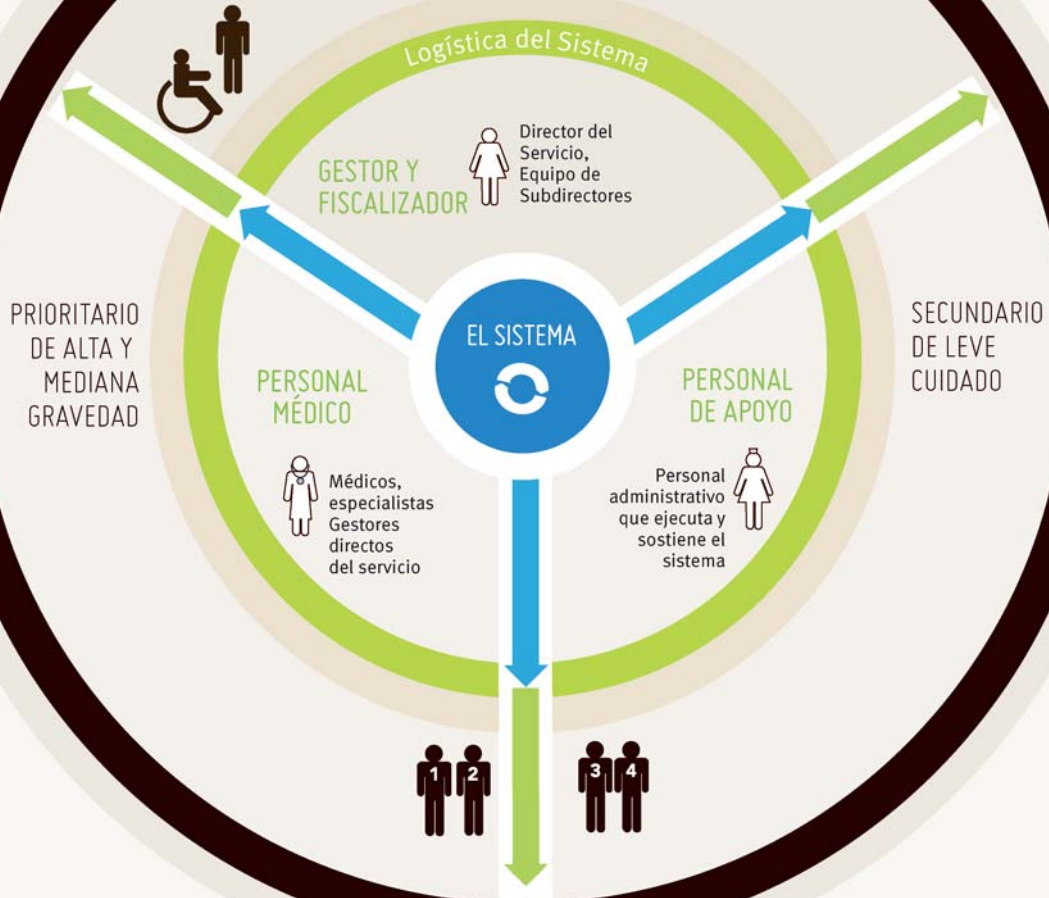 Logística del Sistema
GESTOR Y
FISCALIZADOR
Director del
Servicio,
Equipo de
Subdirectores
EL SISTEMA
PRIORITARIO
DE ALTA Y
MEDIANA
GRAVEDAD
SECUNDARIO
DE LEVE
CUIDADO
PERSONAL
MÉDICO
Médicos,
especialistas
Gestores
directos
del servicio
PERSONAL
DE APOYO
Personal
administrativo
que ejecuta y
sostiene el
sistema
1 2
3 4